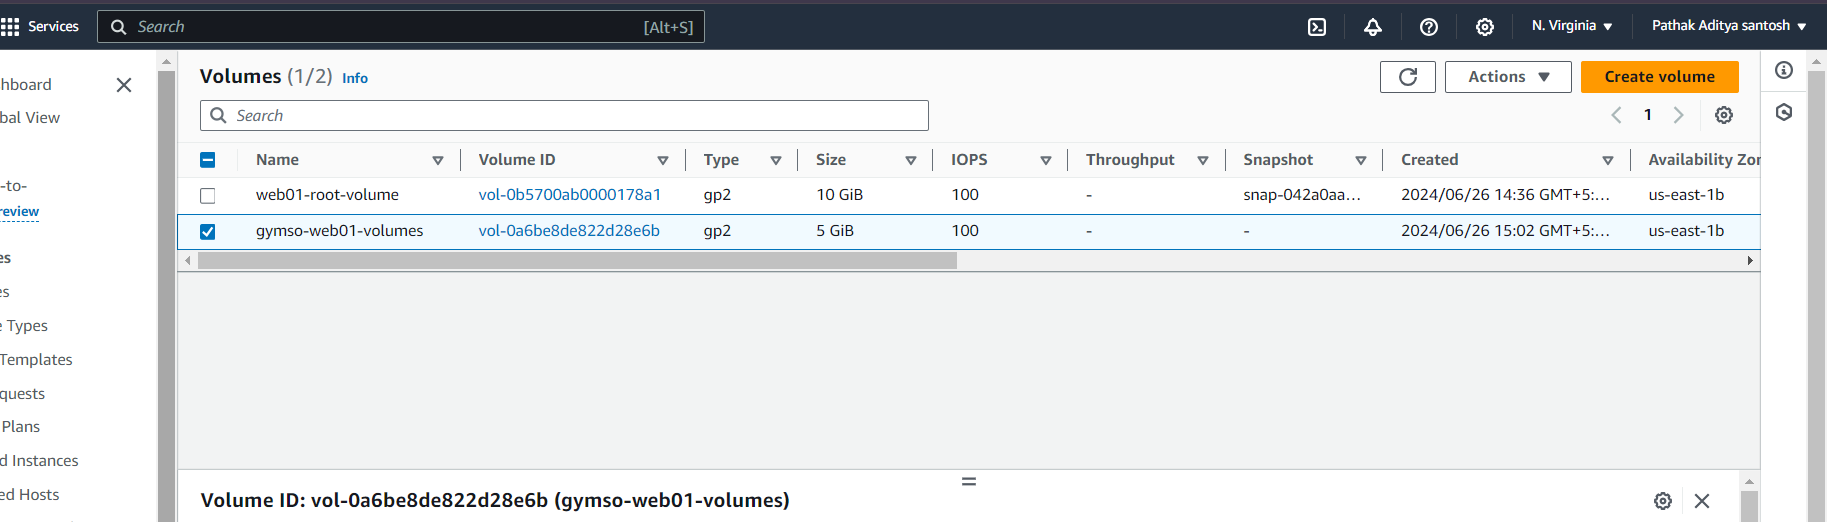 Services
Search
[Alt+S]
N. Virginia
Pathak Aditya santosh
hboard
bal View
-to-
review
es
es
e Types
Templates
quests
Plans
d Instances
ed Hosts
Volumes (1/2) Info
Actions
Create volume
Search
1
Name Volume ID Type Size IOPS Throughput Snapshot Created Availability Zon
web01-root-volume vol-0b5700ab0000178a1 gp2 10 GiB 100 - snap-042a0aa... 2024/06/26 14:36 GMT+5:... us-east-1b
gymso-web01-volumes vol-0a6be8de822d28e6b gp2 5 GiB 100 - - 2024/06/26 15:02 GMT+5:... us-east-1b
Volume ID: vol-0a6be8de822d28e6b (gymso-web01-volumes)